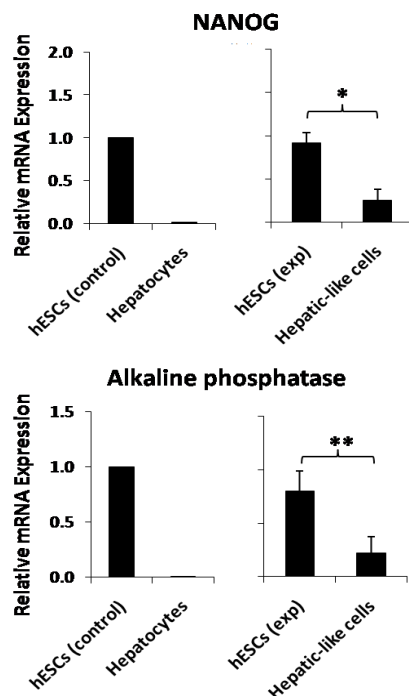 NANOG
Relative mRNA Expression
2.0
1.5
1.0
0.5
0.0
*
hESCs (control)
Hepatocytes
hESCs (exp)
Hepatic-like cells
Alkaline phosphatase
Relative mRNA Expression
1.5
1.0
0.5
0.0
**
hESCs (control)
Hepatocytes
hESCs (exp)
Hepatic-like cells